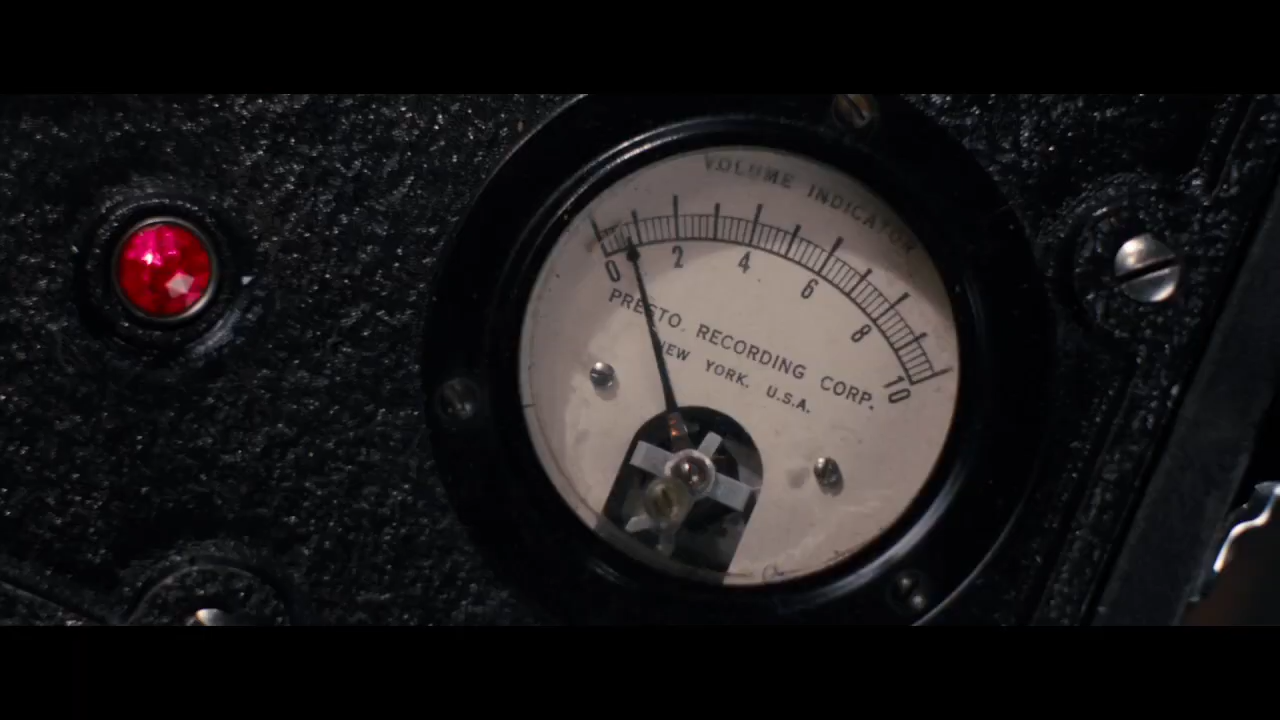 VOLUME INDICATOR
0 2 4 6 8 10
PRESTO RECORDING CORP.
NEW YORK, U.S.A.